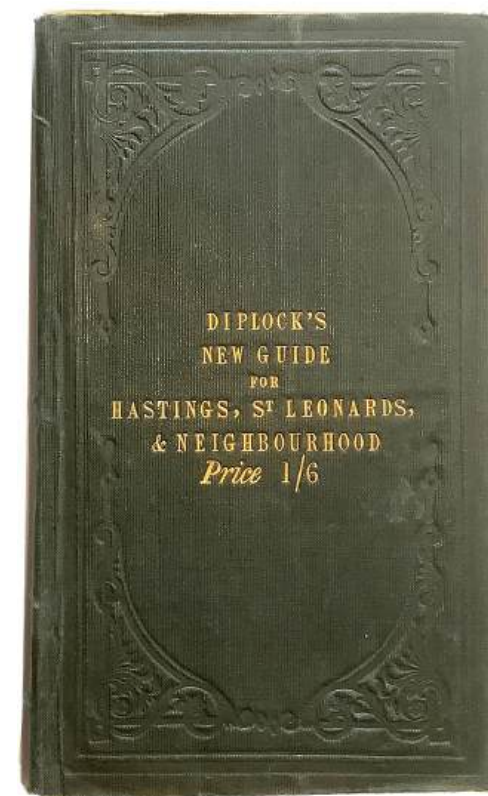 DIPLOCK'S
NEW GUIDE
FOR
HASTINGS, ST LEONARDS,
& NEIGHBOURHOOD
Price 1/6